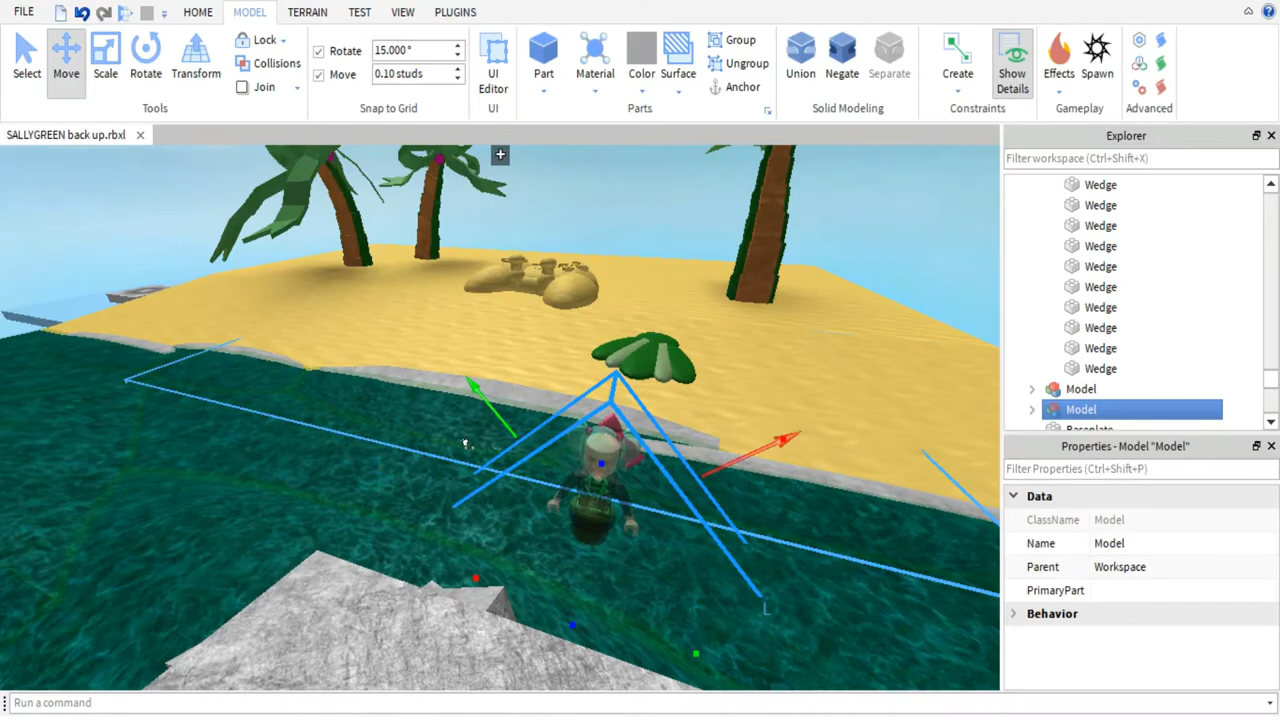 FILE HOME MODEL TERRAIN TEST VIEW PLUGINS
Select Move Scale Rotate Transform
Lock
Collisions
Join
Tools
Rotate 15.000 °
Move 0.10 studs
Snap to Grid
UI Editor
UI
Part Material Color Surface
Group
Ungroup
Anchor
Parts
Union Negate Separate
Solid Modeling
Create Show Details
Constraints
Effects Spawn
Gameplay
Advanced
SALLYGREEN back up.rbxl
Explorer
Filter workspace (Ctrl+Shift+X)
Wedge
Wedge
Wedge
Wedge
Wedge
Wedge
Wedge
Wedge
Wedge
Wedge
Model
Model
Baseplate
Properties - Model "Model"
Filter Properties (Ctrl+Shift+P)
Data
ClassName Model
Name Model
Parent Workspace
PrimaryPart
Behavior
L
Run a command